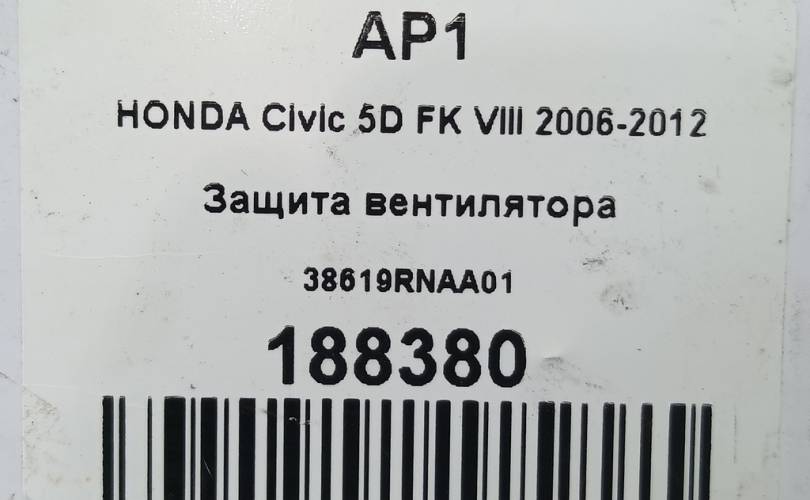 AP1
HONDA Civic 5D FK VIII 2006-2012
Защита вентилятора
38619RNAA01
188380